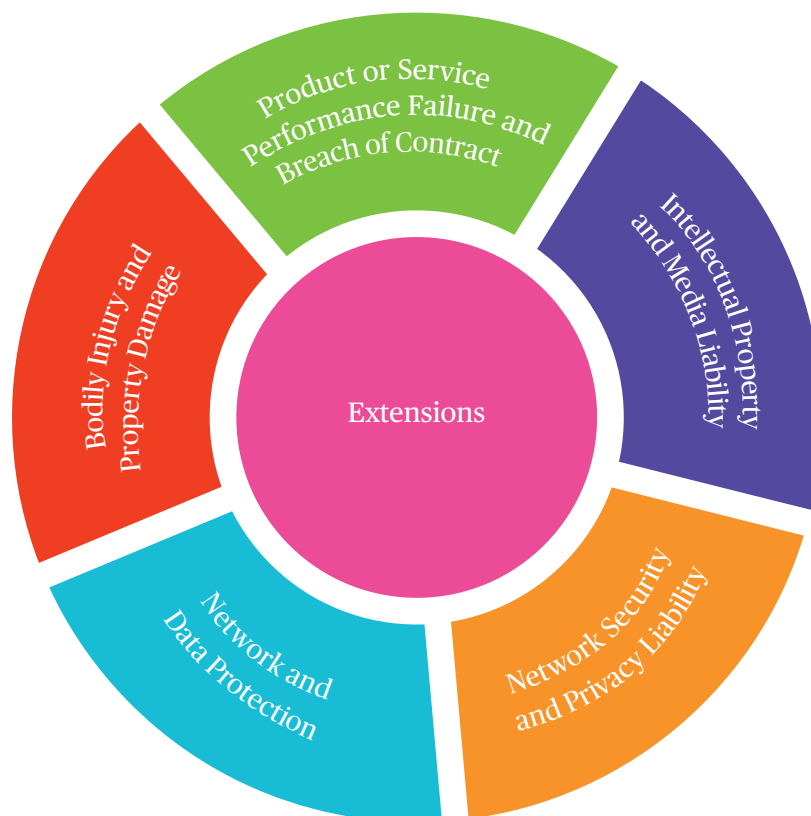 Product or Service
Performance Failure and
Breach of Contract
Intellectual Property
and Media Liability
Network Security
and Privacy Liability
Network and
Data Protection
Bodily Injury and
Property Damage
Extensions